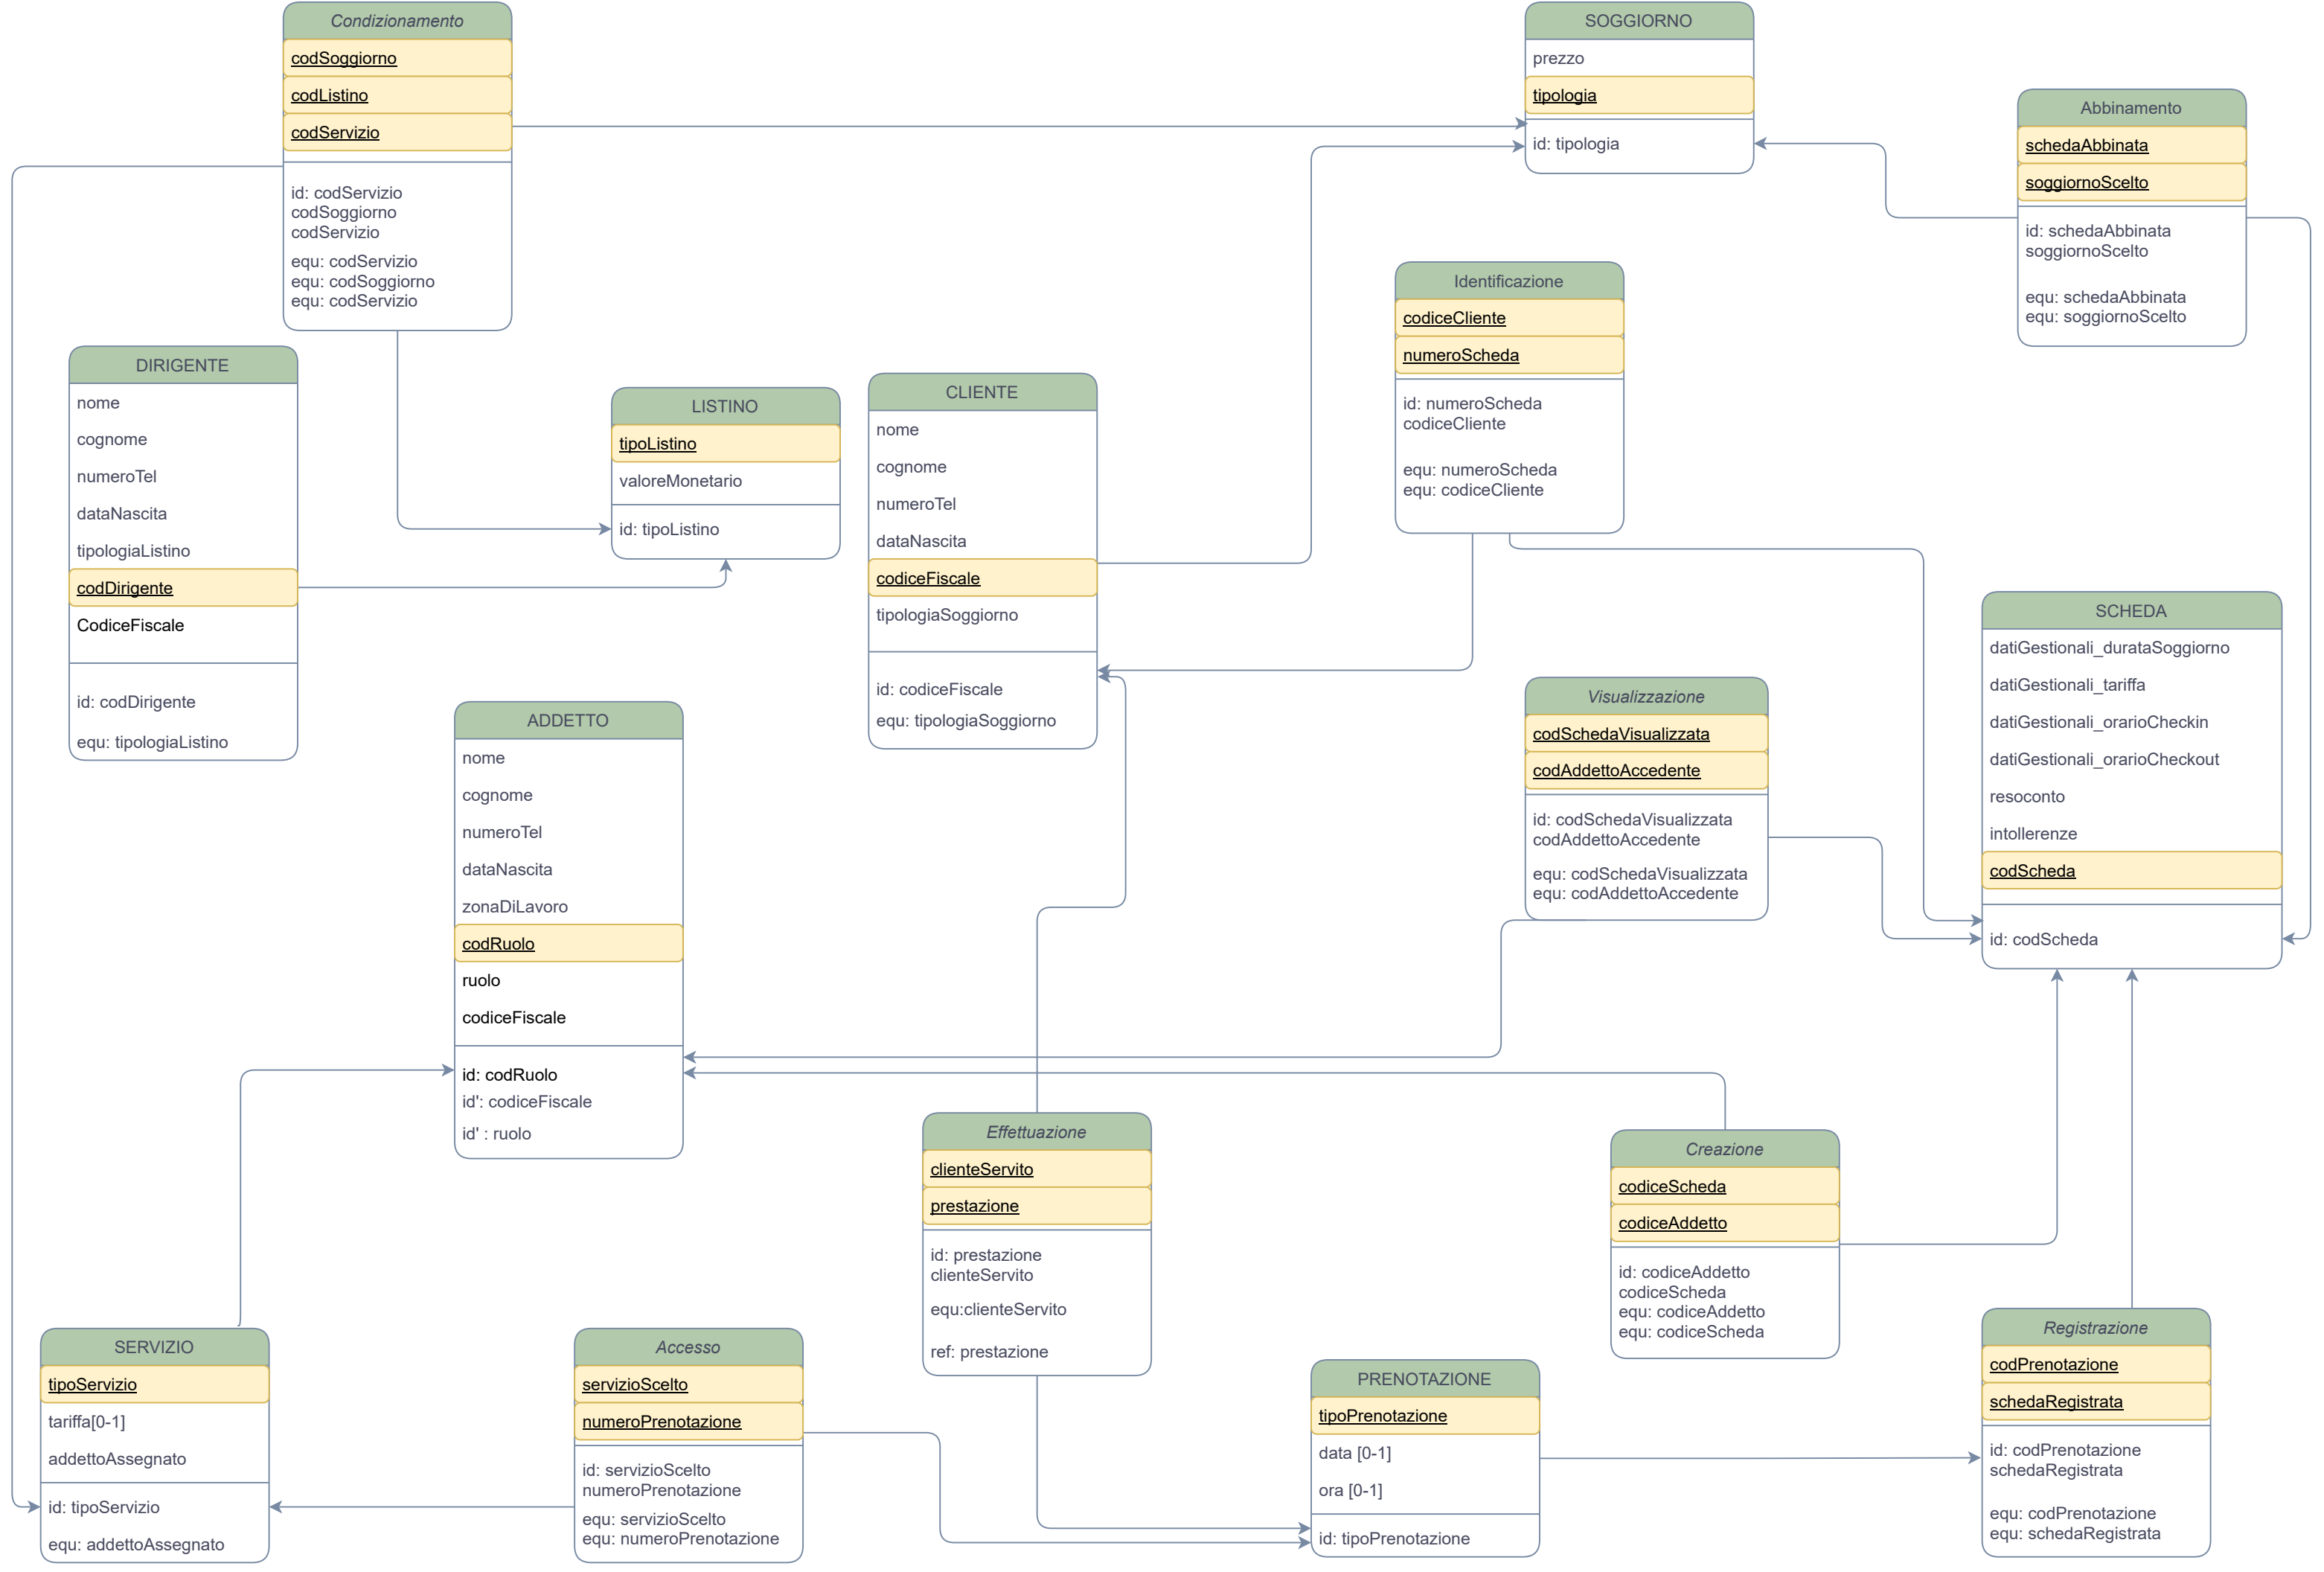 Condizionamento
codSoggiorno
codListino
codServizio
id: codServizio
codSoggiorno
codServizio
equ: codServizio
equ: codSoggiorno
equ: codServizio
SOGGIORNO
prezzo
tipologia
id: tipologia
Abbinamento
schedaAbbinata
soggiornoScelto
id: schedaAbbinata
soggiornoScelto
equ: schedaAbbinata
equ: soggiornoScelto
Identificazione
codiceCliente
numeroScheda
id: numeroScheda
codiceCliente
equ: numeroScheda
equ: codiceCliente
DIRIGENTE
nome
cognome
numeroTel
dataNascita
tipologiaListino
codDirigente
CodiceFiscale
id: codDirigente
equ: tipologiaListino
LISTINO
tipoListino
valoreMonetario
id: tipoListino
CLIENTE
nome
cognome
numeroTel
dataNascita
codiceFiscale
tipologiaSoggiorno
id: codiceFiscale
equ: tipologiaSoggiorno
SCHEDA
datiGestionali_durataSoggiorno
datiGestionali_tariffa
datiGestionali_orarioCheckin
datiGestionali_orarioCheckout
resoconto
intollerenze
codScheda
id: codScheda
Visualizzazione
codSchedaVisualizzata
codAddettoAccedente
id: codSchedaVisualizzata
codAddettoAccedente
equ: codSchedaVisualizzata
equ: codAddettoAccedente
ADDETTO
nome
cognome
numeroTel
dataNascita
zonaDiLavoro
codRuolo
ruolo
codiceFiscale
id: codRuolo
id': codiceFiscale
id' : ruolo
Effettuazione
clienteServito
prestazione
id: prestazione
clienteServito
equ:clienteServito
ref: prestazione
Creazione
codiceScheda
codiceAddetto
id: codiceAddetto
codiceScheda
equ: codiceAddetto
equ: codiceScheda
SERVIZIO
tipoServizio
tariffa[0-1]
addettoAssegnato
id: tipoServizio
equ: addettoAssegnato
Accesso
servizioScelto
numeroPrenotazione
id: servizioScelto
numeroPrenotazione
equ: servizioScelto
equ: numeroPrenotazione
PRENOTAZIONE
tipoPrenotazione
data [0-1]
ora [0-1]
id: tipoPrenotazione
Registrazione
codPrenotazione
schedaRegistrata
id: codPrenotazione
schedaRegistrata
equ: codPrenotazione
equ: schedaRegistrata